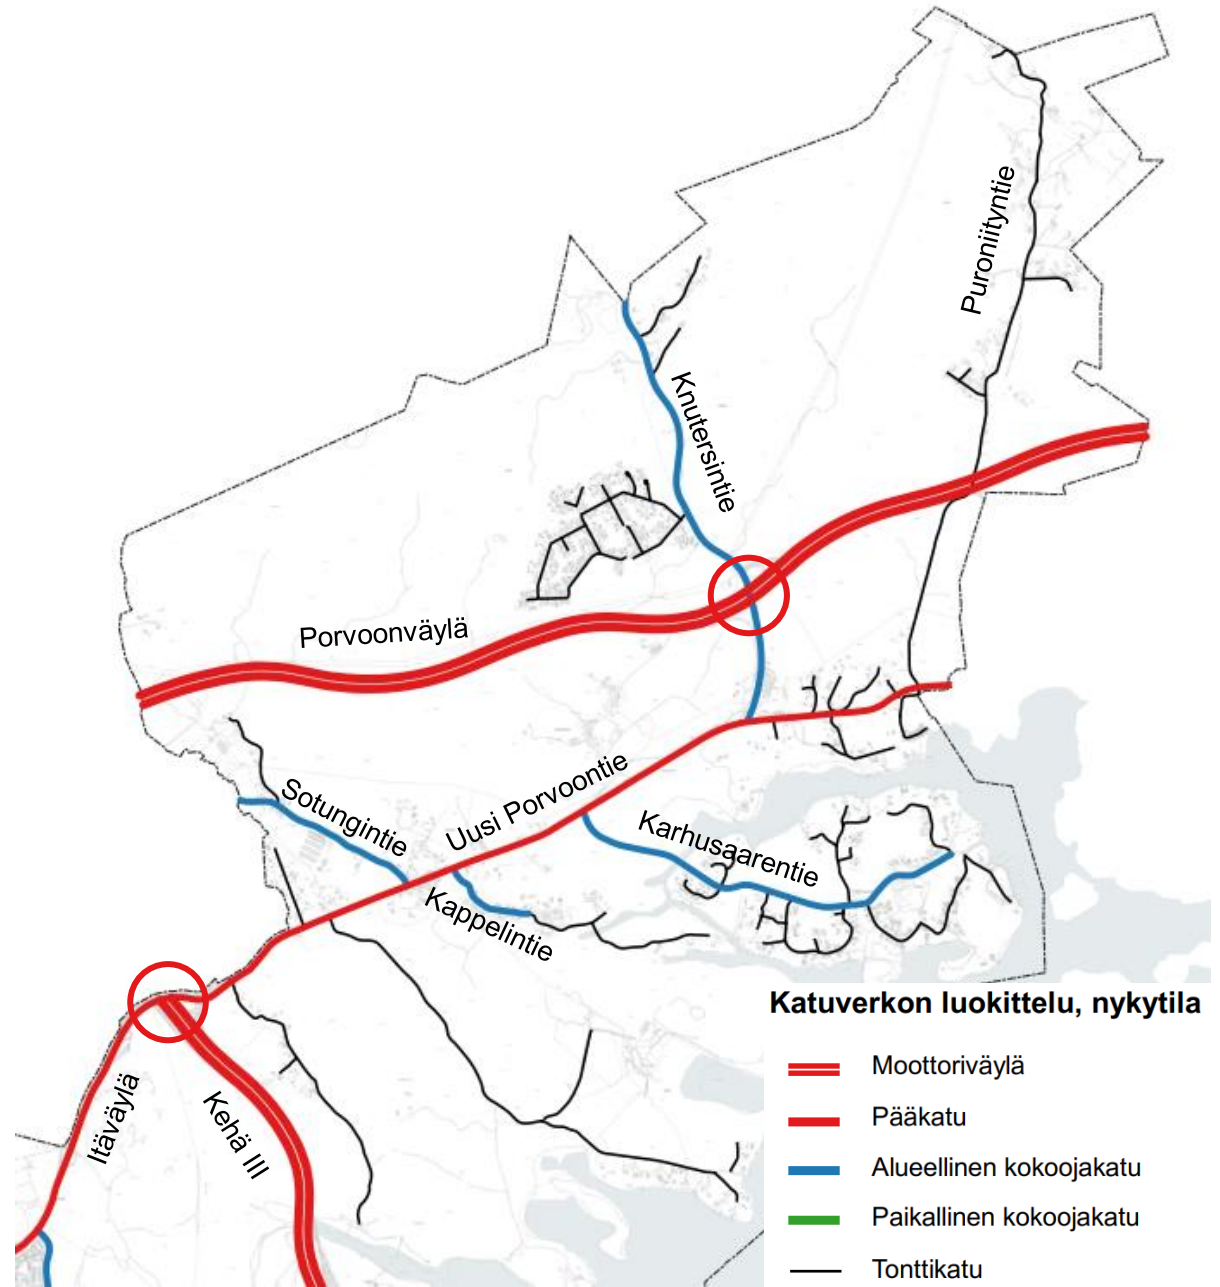 Puroniityntie
Knutersintie
Porvoonväylä
Sotungintie
Uusi Porvoontie
Karhusaarentie
Kappelintie
Itäväylä
Kehä III
Katuverkon luokittelu, nykytila
Moottoriväylä
Pääkatu
Alueellinen kokoojakatu
Paikallinen kokoojakatu
Tonttikatu